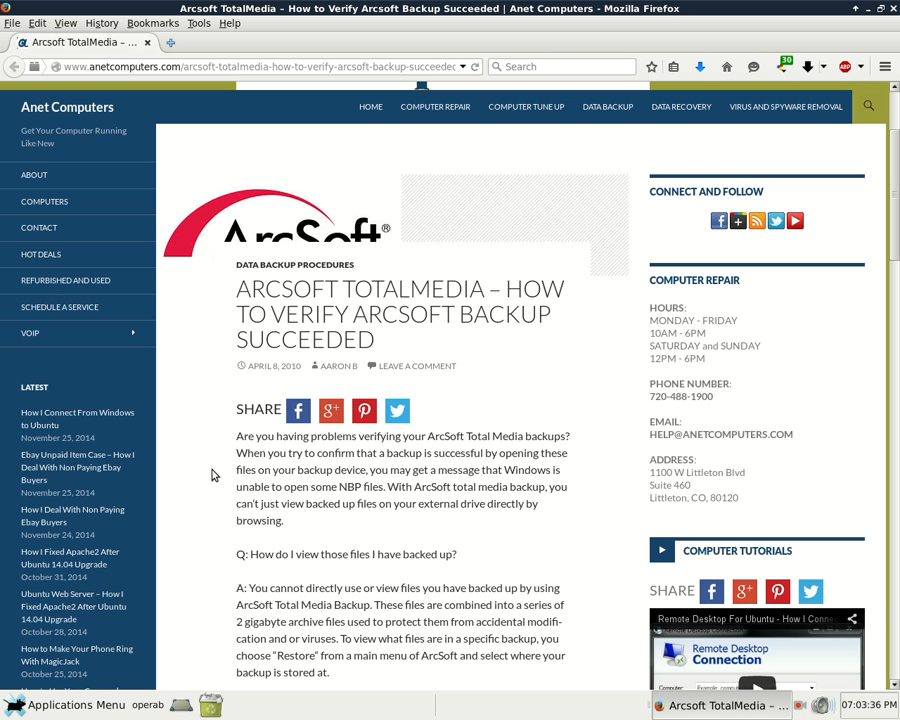 Arcsoft TotalMedia – How to Verify Arcsoft Backup Succeeded | Anet Computers - Mozilla Firefox
File Edit View History Bookmarks Tools Help
Arcsoft TotalMedia – ...
www.anetcomputers.com/arcsoft-totalmedia-how-to-verify-arcsoft-backup-succeedec
Search
30
ABP
Anet Computers
HOME COMPUTER REPAIR COMPUTER TUNE UP DATA BACKUP DATA RECOVERY VIRUS AND SPYWARE REMOVAL
Get Your Computer Running
Like New
ABOUT
COMPUTERS
CONTACT
HOT DEALS
REFURBISHED AND USED
SCHEDULE A SERVICE
VOIP
LATEST
How I Connect From Windows
to Ubuntu
November 25, 2014
Ebay Unpaid Item Case – How I
Deal With Non Paying Ebay
Buyers
November 25, 2014
How I Deal With Non Paying
Ebay Buyers
November 24, 2014
How I Fixed Apache2 After
Ubuntu 14.04 Upgrade
October 31, 2014
Ubuntu Web Server – How I
Fixed Apache2 After Ubuntu
14.04 Upgrade
October 28, 2014
How to Make Your Phone Ring
With MagicJack
October 25, 2014
ArcSoft®
DATA BACKUP PROCEDURES
ARCSOFT TOTALMEDIA – HOW
TO VERIFY ARCSOFT BACKUP
SUCCEEDED
APRIL 8, 2010 AARON B LEAVE A COMMENT
SHARE
Are you having problems verifying your ArcSoft Total Media backups?
When you try to confirm that a backup is successful by opening these
files on your backup device, you may get a message that Windows is
unable to open some NBP files. With ArcSoft total media backup, you
can't just view backed up files on your external drive directly by
browsing.
Q: How do I view those files I have backed up?
A: You cannot directly use or view files you have backed up by using
ArcSoft Total Media Backup. These files are combined into a series of
2 gigabyte archive files used to protect them from accidental modifi-
cation and or viruses. To view what files are in a specific backup, you
choose “Restore” from a main menu of ArcSoft and select where your
backup is stored at.
CONNECT AND FOLLOW
COMPUTER REPAIR
HOURS:
MONDAY - FRIDAY
10AM - 6PM
SATURDAY and SUNDAY
12PM - 6PM
PHONE NUMBER:
720-488-1900
EMAIL:
HELP@ANETCOMPUTERS.COM
ADDRESS:
1100 W Littleton Blvd
Suite 460
Littleton, CO, 80120
COMPUTER TUTORIALS
SHARE
Remote Desktop For Ubuntu - How I Conne
Remote Desktop
Connection
Computer:
Applications Menu operab
Arcsoft TotalMedia – ...
07:03:36 PM